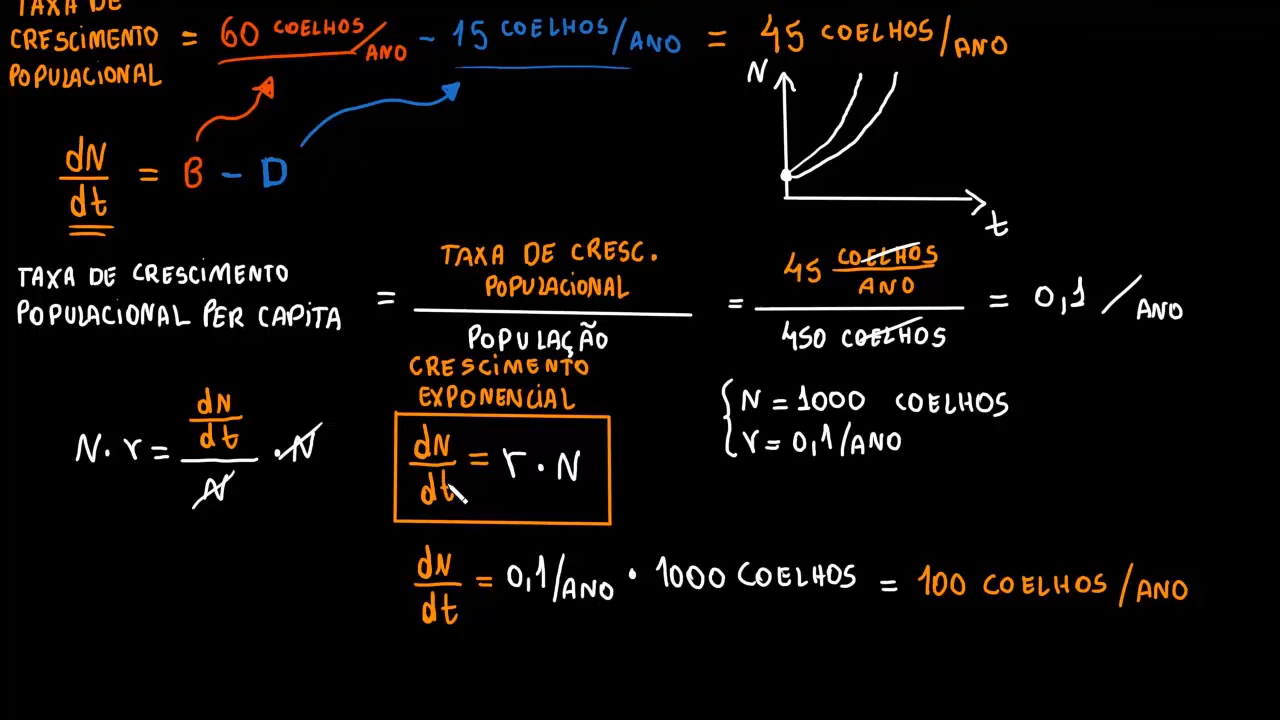 TAXA DE
CRESCIMENTO
POPULACIONAL
= 60 COELHOS/ANO - 15 COELHOS/ANO = 45 COELHOS/ANO
N
t
dN/dt = B - D
TAXA DE CRESCIMENTO
POPULACIONAL PER CAPITA
=
TAXA DE CRESC.
POPULACIONAL
POPULAÇÃO
=
45 COELHOS/ANO
450 COELHOS
= 0,1 /ANO
N · r = dN/dt / N · N
CRESCIMENTO
EXPONENCIAL
dN/dt = r · N
{ N = 1000 COELHOS
r = 0,1/ANO
dN/dt = 0,1/ANO · 1000 COELHOS = 100 COELHOS/ANO